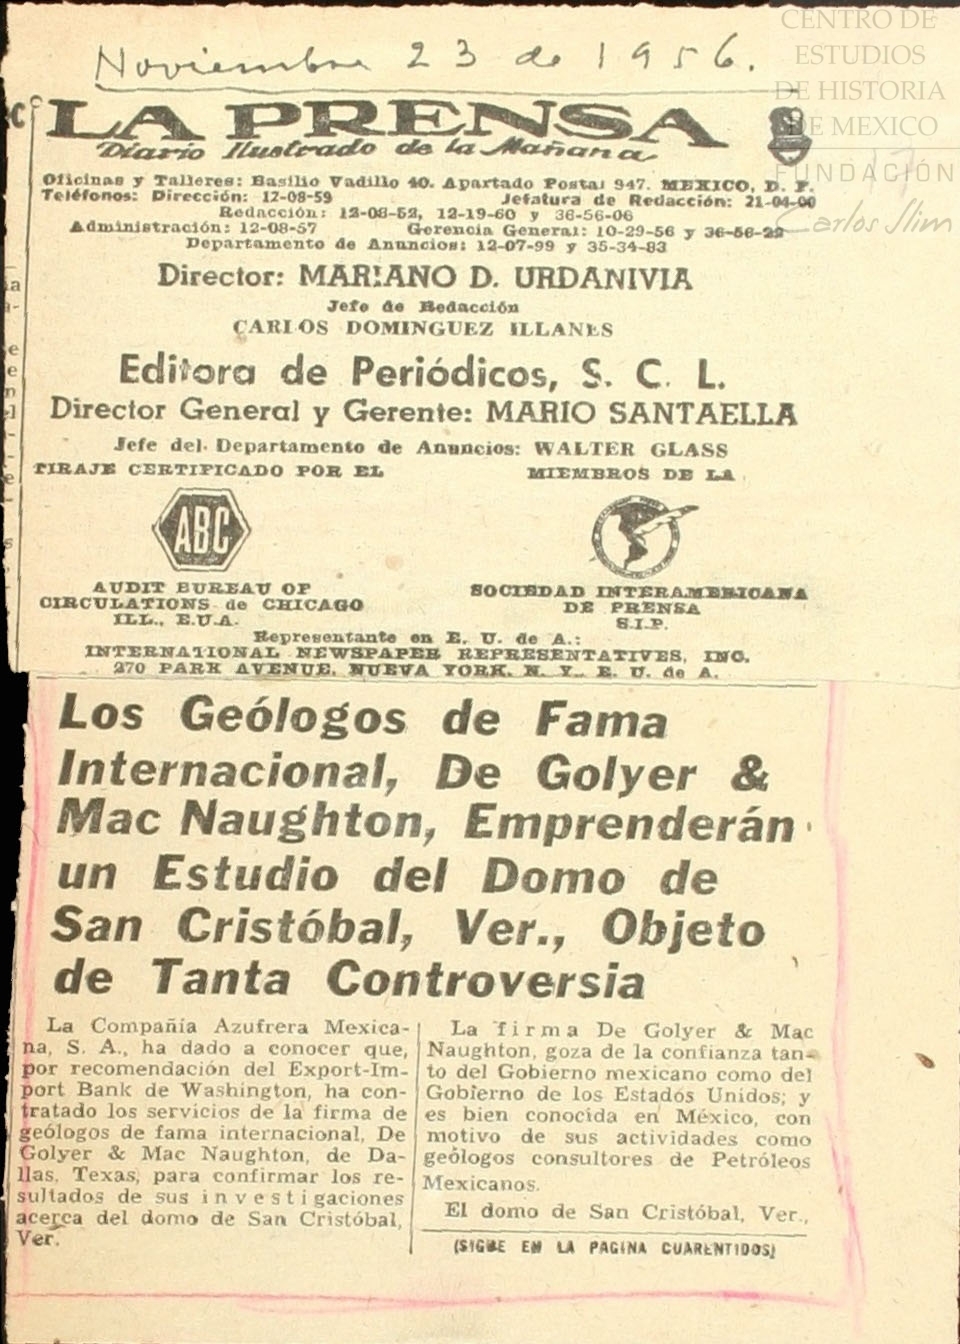 Noviembre 23 de 1956.
CENTRO DE
ESTUDIOS
DE HISTORIA
DE MEXICO
FUNDACIÓN
Carlos Slim
17
LA PRENSA
Diario Ilustrado de la Mañana
Oficinas y Talleres: Basilio Vadillo 40. Apartado Postal 947. MEXICO, D. F.
Teléfonos: Dirección: 12-08-59 Jefatura de Redacción: 21-04-00
Redacción: 12-08-52, 12-19-60 y 36-56-06
Administración: 12-08-57 Gerencia General: 10-29-56 y 36-56-22
Departamento de Anuncios: 12-07-99 y 35-34-83
Director: MARIANO D. URDANIVIA
Jefe de Redacción
CARLOS DOMINGUEZ ILLANES
Editora de Periódicos, S. C. L.
Director General y Gerente: MARIO SANTAELLA
Jefe del Departamento de Anuncios: WALTER GLASS
TIRAJE CERTIFICADO POR EL MIEMBROS DE LA
ABC
AUDIT BUREAU OF
CIRCULATIONS de CHICAGO
ILL., E.U.A.
SOCIEDAD INTERAMERICANA
DE PRENSA
S.I.P.
Representante en E. U. de A.:
INTERNATIONAL NEWSPAPER REPRESENTATIVES, INC.
270 PARK AVENUE. NUEVA YORK. N. Y. E. U. de A.
Los Geólogos de Fama
Internacional, De Golyer &
Mac Naughton, Emprenderán
un Estudio del Domo de
San Cristóbal, Ver., Objeto
de Tanta Controversia
La Compañía Azufrera Mexica-
na, S. A., ha dado a conocer que,
por recomendación del Export-Im-
port Bank de Washington, ha con-
tratado los servicios de la firma de
geólogos de fama internacional, De
Golyer & Mac Naughton, de Da-
llas, Texas, para confirmar los re-
sultados de sus investigaciones
acerca del domo de San Cristóbal,
Ver.
La firma De Golyer & Mac
Naughton, goza de la confianza tan-
to del Gobierno mexicano como del
Gobierno de los Estados Unidos; y
es bien conocida en México, con
motivo de sus actividades como
geólogos consultores de Petróleos
Mexicanos.
El domo de San Cristóbal, Ver.,
(SIGUE EN LA PAGINA CUARENTIDOS)